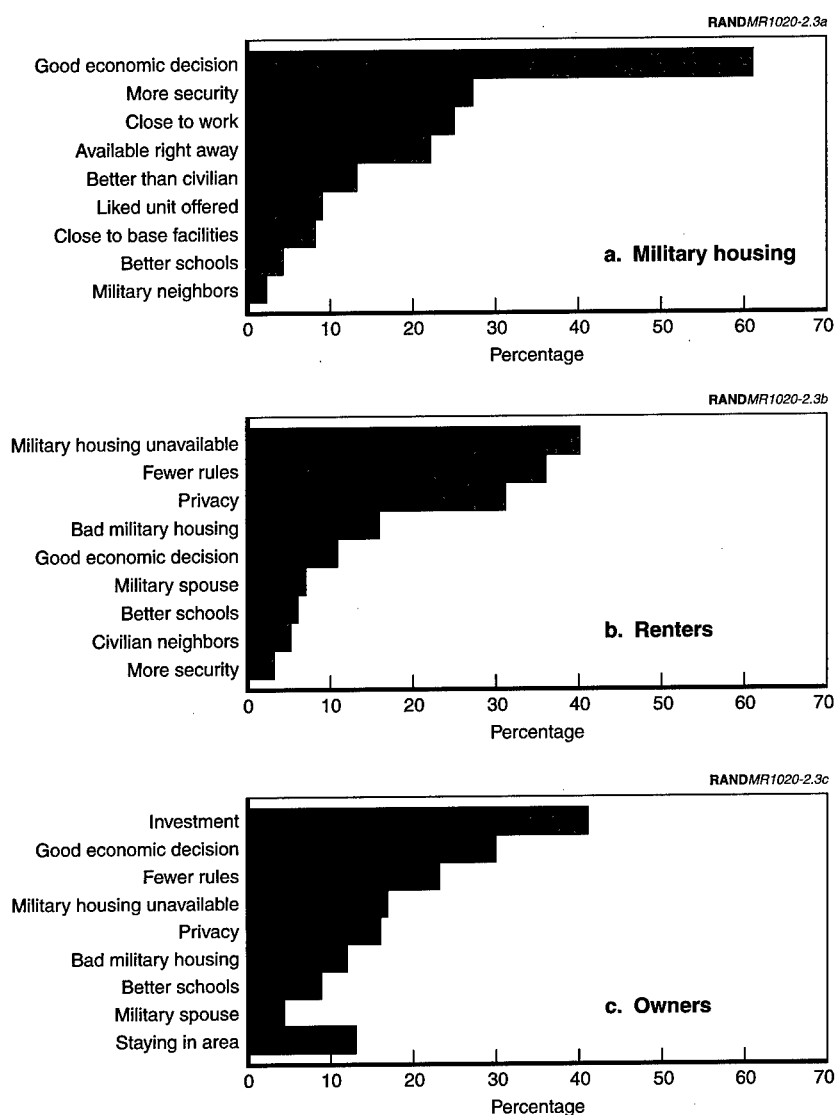 RANDMR1020-2.3a
Good economic decision
More security
Close to work
Available right away
Better than civilian
Liked unit offered
Close to base facilities
Better schools
Military neighbors
a. Military housing
0 10 20 30 40 50 60 70
Percentage
RANDMR1020-2.3b
Military housing unavailable
Fewer rules
Privacy
Bad military housing
Good economic decision
Military spouse
Better schools
Civilian neighbors
More security
b. Renters
0 10 20 30 40 50 60 70
Percentage
RANDMR1020-2.3c
Investment
Good economic decision
Fewer rules
Military housing unavailable
Privacy
Bad military housing
Better schools
Military spouse
Staying in area
c. Owners
0 10 20 30 40 50 60 70
Percentage